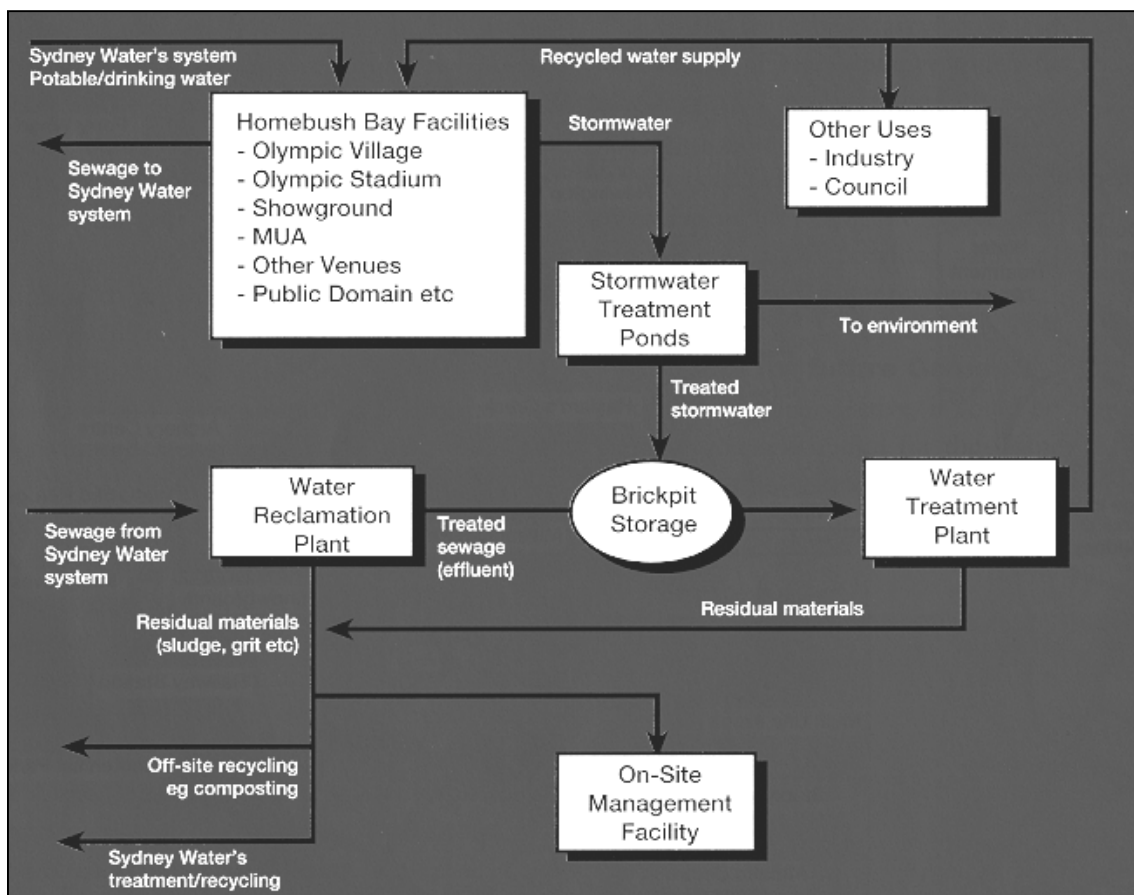 Sydney Water's system
Potable/drinking water
Recycled water supply
Homebush Bay Facilities
- Olympic Village
- Olympic Stadium
- Showground
- MUA
- Other Venues
- Public Domain etc
Stormwater
Other Uses
- Industry
- Council
Sewage to
Sydney Water
system
Stormwater
Treatment
Ponds
To environment
Treated
stormwater
Water
Reclamation
Plant
Brickpit
Storage
Water
Treatment
Plant
Sewage from
Sydney Water
system
Treated
sewage
(effluent)
Residual materials
(sludge, grit etc)
Residual materials
Off-site recycling
eg composting
On-Site
Management
Facility
Sydney Water's
treatment/recycling